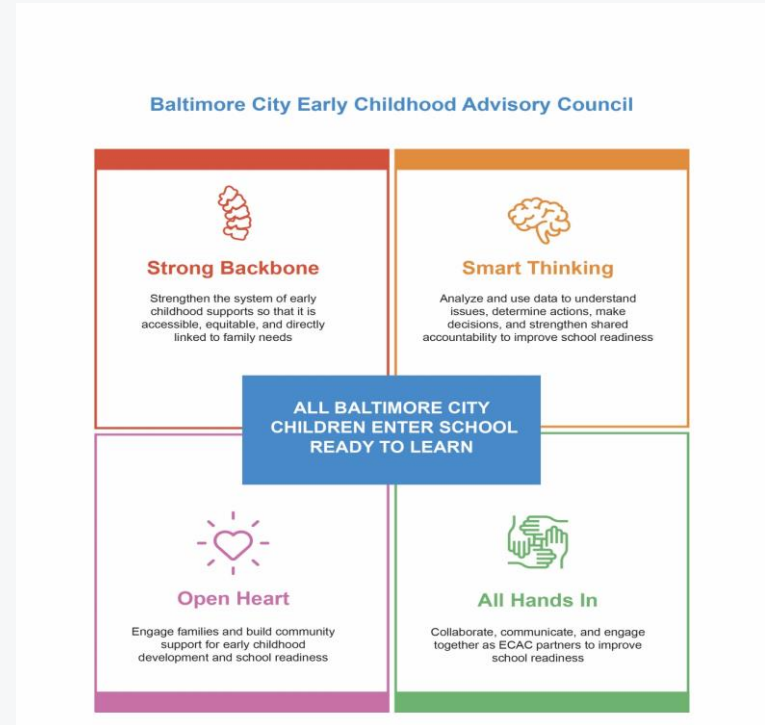 Baltimore City Early Childhood Advisory Council
Strong Backbone
Strengthen the system of early
childhood supports so that it is
accessible, equitable, and directly
linked to family needs
Smart Thinking
Analyze and use data to understand
issues, determine actions, make
decisions, and strengthen shared
accountability to improve school readiness
ALL BALTIMORE CITY
CHILDREN ENTER SCHOOL
READY TO LEARN
Open Heart
Engage families and build community
support for early childhood
development and school readiness
All Hands In
Collaborate, communicate, and engage
together as ECAC partners to improve
school readiness